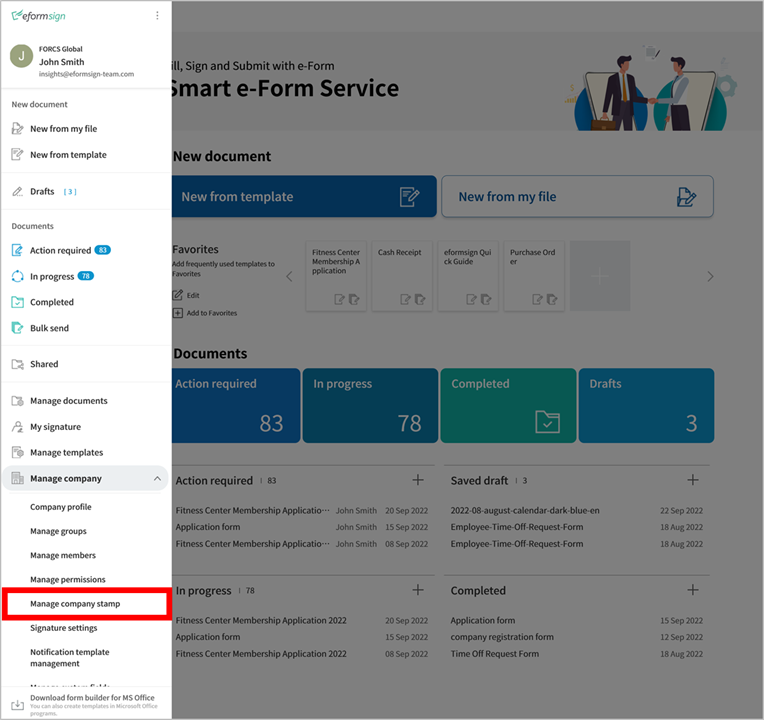 eformsign
J
FORCS Global
John Smith
insights@eformsign-team.com
New document
New from my file
New from template
Drafts [ 3 ]
Documents
Action required 83
In progress 78
Completed
Bulk send
Shared
Manage documents
My signature
Manage templates
Manage company
Company profile
Manage groups
Manage members
Manage permissions
Manage company stamp
Signature settings
Notification template
management
Download form builder for MS Office
You can also create templates in Microsoft Office
programs.
ill, Sign and Submit with e-Form
Smart e-Form Service
New document
New from template
New from my file
Favorites
Add frequently used templates to
Favorites
Edit
Add to Favorites
Fitness Center
Membership A
pplication
Cash Receipt
eformsign Qui
ck Guide
Purchase Ord
er
Documents
Action required
83
In progress
78
Completed
Drafts
3
Action required | 83
Fitness Center Membership Applicatio··· John Smith 20 Sep 2022
Application form John Smith 15 Sep 2022
Fitness Center Membership Applicatio··· John Smith 08 Sep 2022
Saved draft | 3
2022-08-august-calendar-dark-blue-en 22 Sep 2022
Employee-Time-Off-Request-Form 18 Aug 2022
Employee-Time-Off-Request-Form 18 Aug 2022
In progress | 78
Fitness Center Membership Application 2022 20 Sep 2022
Application form 15 Sep 2022
Fitness Center Membership Application 2022 08 Sep 2022
Completed
Application form 15 Sep 2022
company registration form 12 Sep 2022
Time Off Request Form 18 Aug 2022